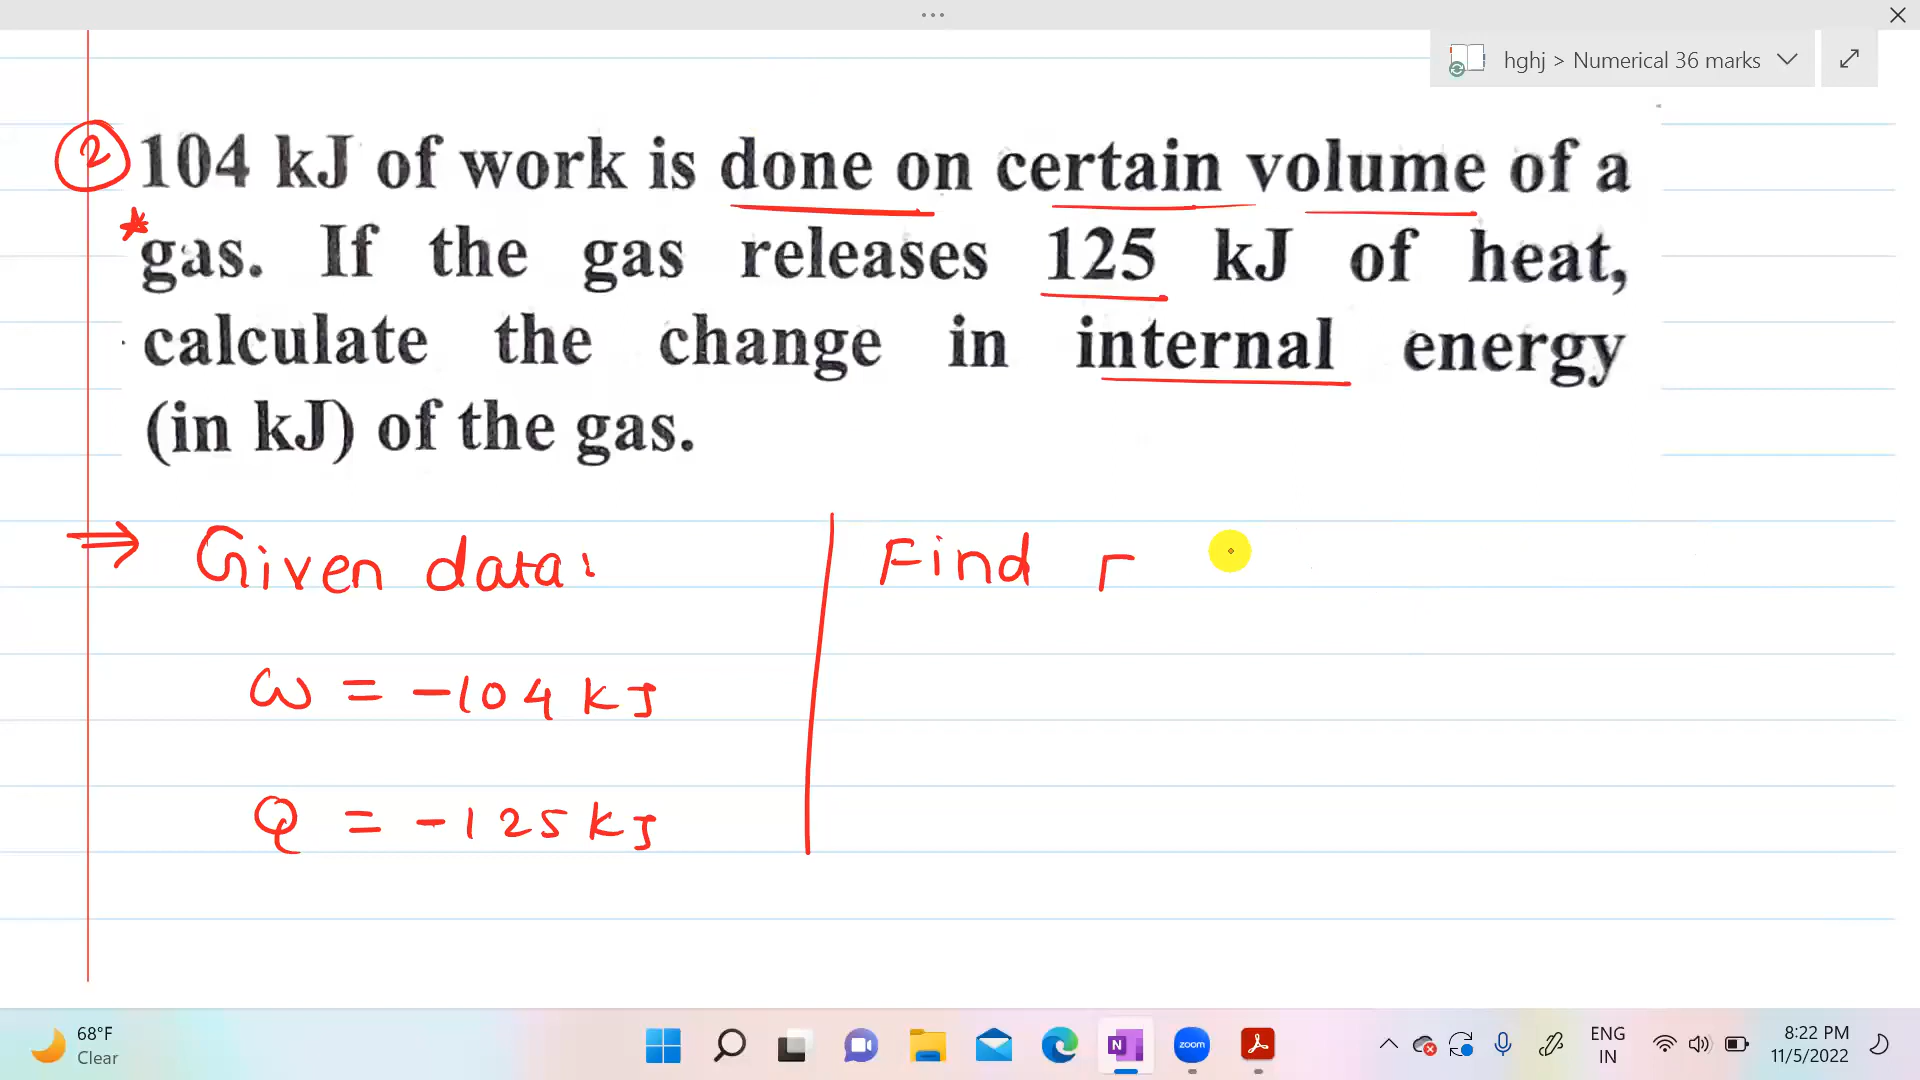 hghj > Numerical 36 marks
2 104 kJ of work is done on certain volume of a
gas. If the gas releases 125 kJ of heat,
calculate the change in internal energy
(in kJ) of the gas.
⇒ Given data:
Find
W = -104 kJ
Q = -125 kJ
68°F
Clear
N
zoom
ENG
IN
8:22 PM
11/5/2022